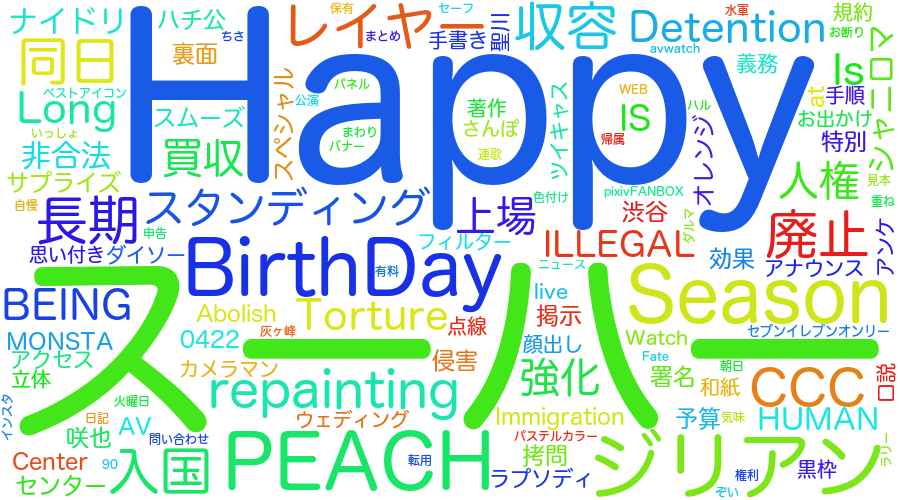 ナイドリ
ハチ公
レイヤー
収容
水軍
規約
保有
セーフ
ちさ
まとめ
手書き
聖川
Detention
お断り
同日
裏面
Happy
avwatch
義務
Is
ロマ
Long
ベストアイコン
スペシャル
パネル
公演
著作
WEB
at
手順
スムーズ
さんぽ
ツイキャス
IS
ハル
お出かけ
シャニ
いっしょ
まわり
バナー
帰属
オレンジ
特別
非合法
買収
連歌
人権
見本
サプライズ
色付け
pixivFANBOX
重ね
自慢
長期
スタンディング
上場
渋谷
ダルマ
廃止
申告
アンケ
思い付き
ダイソー
フィルター
ILLEGAL
効果
アナウンス
BirthDay
有料
ニュース
スーハー
Season
BEING
live
Abolish
Torture
点線
掲示
セブンイレブンオンリー
MONSTA
0422
灰ヶ峰
顔出し
Watch
アクセス
カメラマン
侵害
Fate
朝日
立体
repainting
強化
署名
和紙
CCC
口説
インスタ
火曜日
日記
ウェディング
Immigration
予算
気味
HUMAN
咲也
AV
問い合わせ
PEACH
パステルカラー
拷問
ジリアン
ラリー
Center
90
入国
転用
ラプソディ
権利
黒枠
センター
ぞい